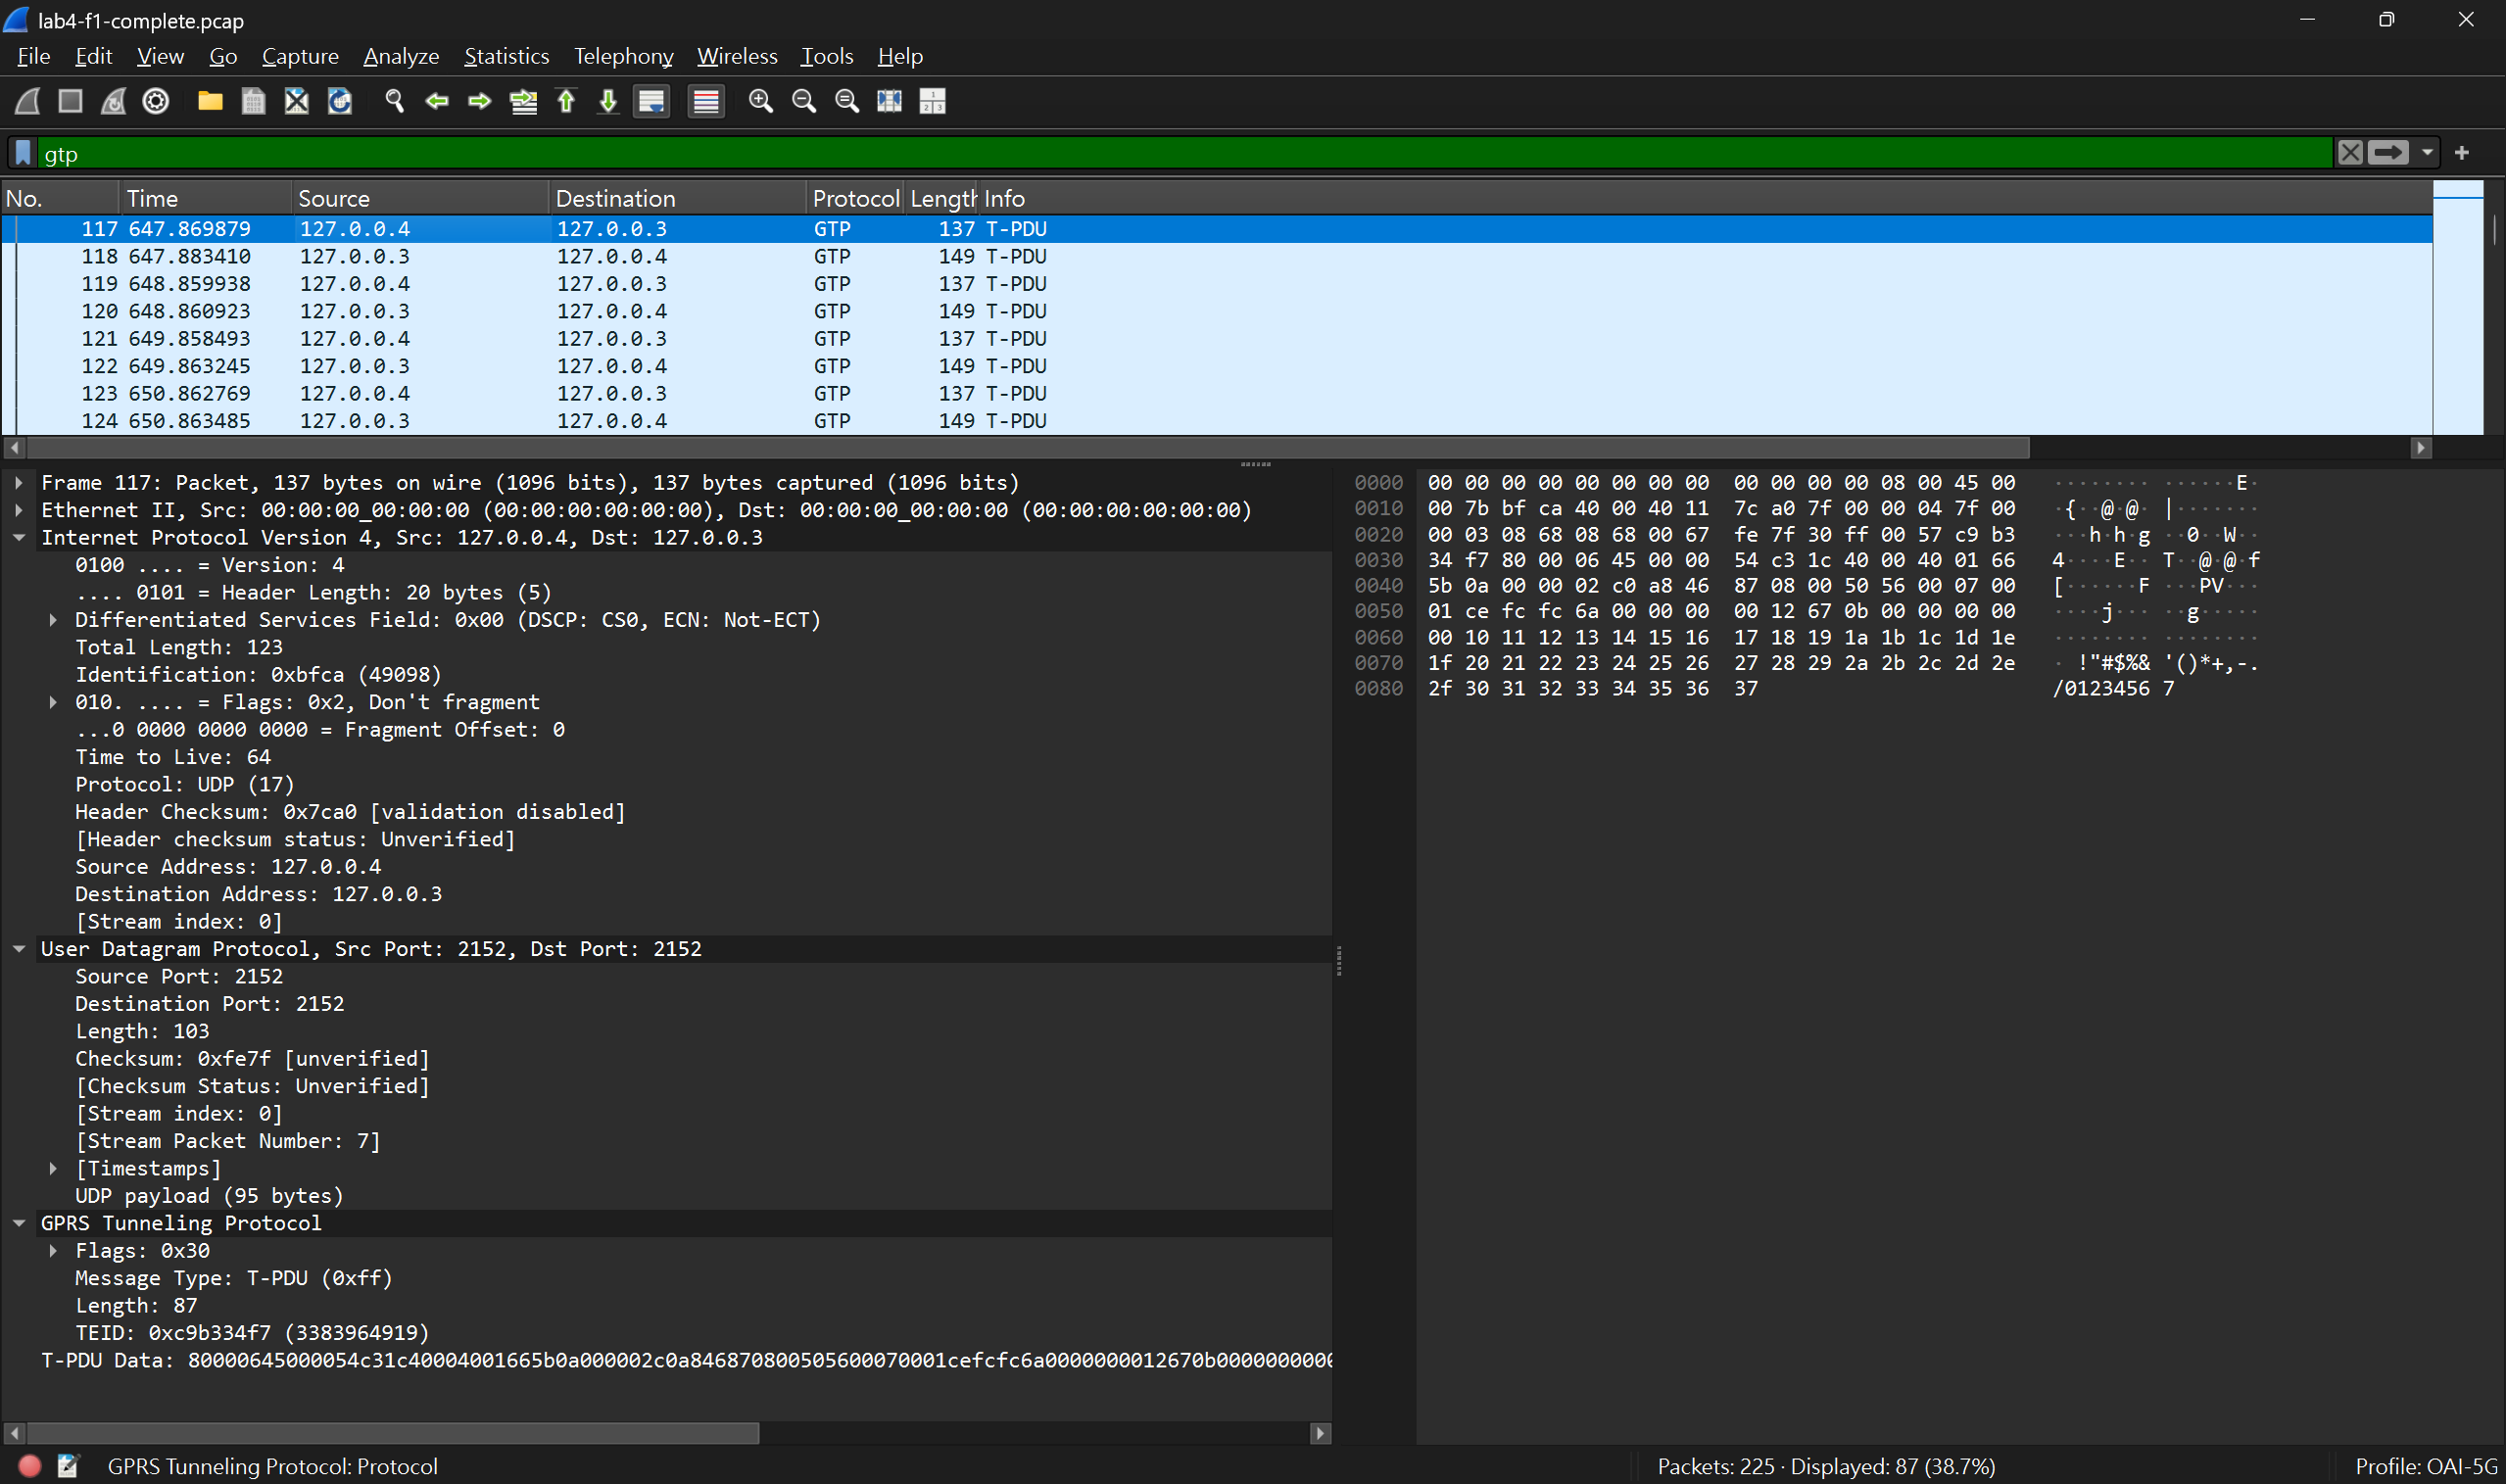 lab4-f1-complete.pcap
File Edit View Go Capture Analyze Statistics Telephony Wireless Tools Help
gtp
No. Time Source Destination Protocol Length Info
117 647.869879 127.0.0.4 127.0.0.3 GTP 137 T-PDU
118 647.883410 127.0.0.3 127.0.0.4 GTP 149 T-PDU
119 648.859938 127.0.0.4 127.0.0.3 GTP 137 T-PDU
120 648.860923 127.0.0.3 127.0.0.4 GTP 149 T-PDU
121 649.858493 127.0.0.4 127.0.0.3 GTP 137 T-PDU
122 649.863245 127.0.0.3 127.0.0.4 GTP 149 T-PDU
123 650.862769 127.0.0.4 127.0.0.3 GTP 137 T-PDU
124 650.863485 127.0.0.3 127.0.0.4 GTP 149 T-PDU
Frame 117: Packet, 137 bytes on wire (1096 bits), 137 bytes captured (1096 bits)
Ethernet II, Src: 00:00:00_00:00:00 (00:00:00:00:00:00), Dst: 00:00:00_00:00:00 (00:00:00:00:00:00)
Internet Protocol Version 4, Src: 127.0.0.4, Dst: 127.0.0.3
0100 .... = Version: 4
.... 0101 = Header Length: 20 bytes (5)
Differentiated Services Field: 0x00 (DSCP: CS0, ECN: Not-ECT)
Total Length: 123
Identification: 0xbfca (49098)
010. .... = Flags: 0x2, Don't fragment
...0 0000 0000 0000 = Fragment Offset: 0
Time to Live: 64
Protocol: UDP (17)
Header Checksum: 0x7ca0 [validation disabled]
[Header checksum status: Unverified]
Source Address: 127.0.0.4
Destination Address: 127.0.0.3
[Stream index: 0]
User Datagram Protocol, Src Port: 2152, Dst Port: 2152
Source Port: 2152
Destination Port: 2152
Length: 103
Checksum: 0xfe7f [unverified]
[Checksum Status: Unverified]
[Stream index: 0]
[Stream Packet Number: 7]
[Timestamps]
UDP payload (95 bytes)
GPRS Tunneling Protocol
Flags: 0x30
Message Type: T-PDU (0xff)
Length: 87
TEID: 0xc9b334f7 (3383964919)
T-PDU Data: 80000645000054c31c40004001665b0a000002c0a846870800505600070001cefcfc6a0000000012670b0000000000
0000 00 00 00 00 00 00 00 00 00 00 00 00 08 00 45 00 ········ ······E·
0010 00 7b bf ca 40 00 40 11 7c a0 7f 00 00 04 7f 00 ·{··@·@· |·······
0020 00 03 08 68 08 68 00 67 fe 7f 30 ff 00 57 c9 b3 ···h·h·g ··0··W··
0030 34 f7 80 00 06 45 00 00 54 c3 1c 40 00 40 01 66 4····E·· T··@·@·f
0040 5b 0a 00 00 02 c0 a8 46 87 08 00 50 56 00 07 00 [······F ···PV···
0050 01 ce fc fc 6a 00 00 00 00 12 67 0b 00 00 00 00 ····j··· ··g·····
0060 00 10 11 12 13 14 15 16 17 18 19 1a 1b 1c 1d 1e ········ ········
0070 1f 20 21 22 23 24 25 26 27 28 29 2a 2b 2c 2d 2e · !"#$%& '()*+,-.
0080 2f 30 31 32 33 34 35 36 37 /0123456 7
GPRS Tunneling Protocol: Protocol
Packets: 225 · Displayed: 87 (38.7%)
Profile: OAI-5G